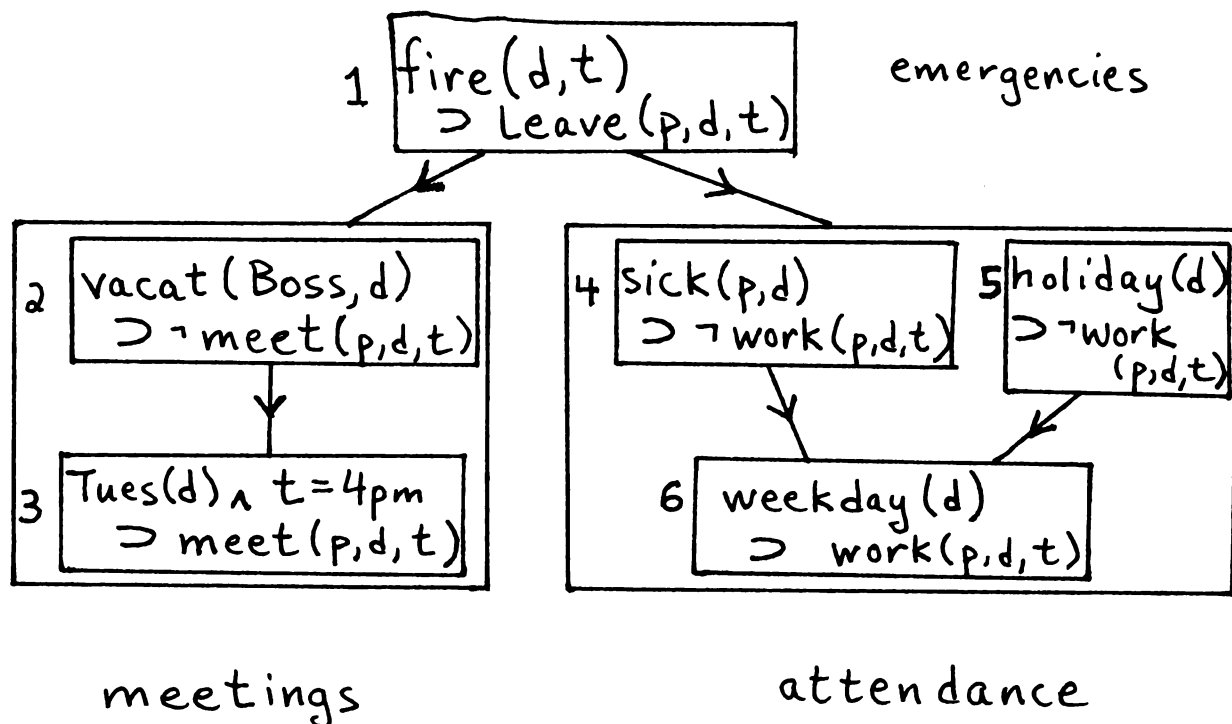 1 fire(d,t)
⊃ Leave(p,d,t)
emergencies
2 vacat(Boss,d)
⊃ ¬meet(p,d,t)
3 Tues(d) ∧ t=4pm
⊃ meet(p,d,t)
4 sick(p,d)
⊃ ¬work(p,d,t)
5 holiday(d)
⊃ ¬work
(p,d,t)
6 weekday(d)
⊃ work(p,d,t)
meetings
attendance